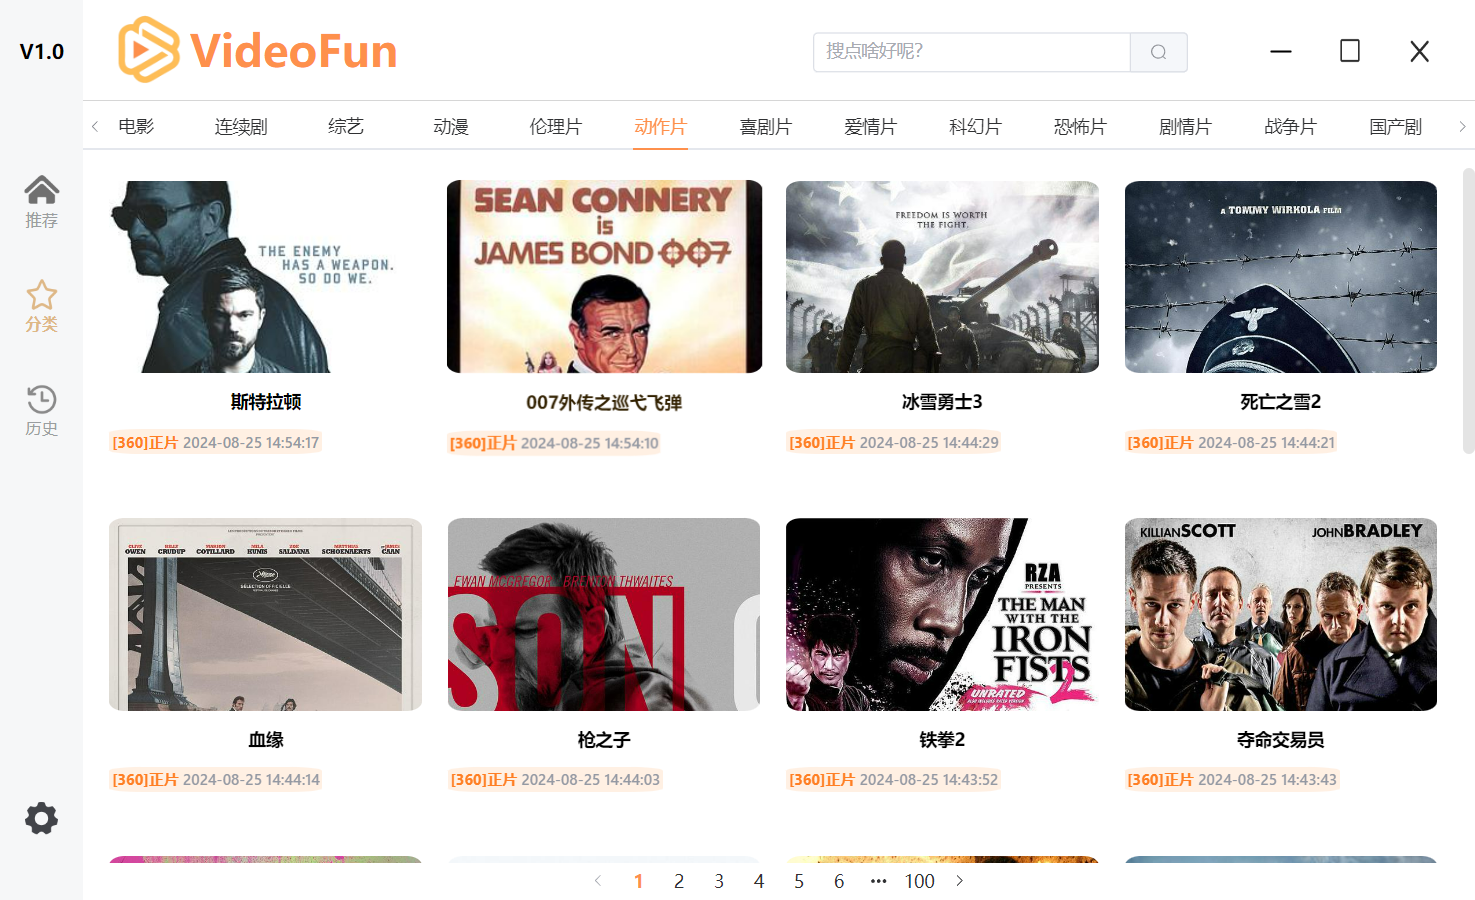 V1.0
VideoFun
搜点啥好呢?
电影 连续剧 综艺 动漫 伦理片 动作片 喜剧片 爱情片 科幻片 恐怖片 剧情片 战争片 国产剧
推荐
分类
历史
THE ENEMY
HAS A WEAPON.
SO DO WE.
SEAN CONNERY
is
JAMES BOND 007
FREEDOM IS WORTH
THE FIGHT.
A TOMMY WIRKOLA FILM
斯特拉顿
007外传之巡弋飞弹
冰雪勇士3
死亡之雪2
[360]正片 2024-08-25 14:54:17
[360]正片 2024-08-25 14:54:10
[360]正片 2024-08-25 14:44:29
[360]正片 2024-08-25 14:44:21
CLIVE OWEN BILLY CRUDUP MARION COTILLARD MILA KUNIS ZOE SALDANA MATTHIAS SCHOENAERTS JAMES CAAN
EWAN MCGREGOR BRENTON THWAITES
SON
RZA
PRESENTS
THE MAN
WITH THE
IRON
FISTS
2
UNRATED
KILLIAN SCOTT JOHN BRADLEY
血缘
枪之子
铁拳2
夺命交易员
[360]正片 2024-08-25 14:44:14
[360]正片 2024-08-25 14:44:03
[360]正片 2024-08-25 14:43:52
[360]正片 2024-08-25 14:43:43
1 2 3 4 5 6 ••• 100